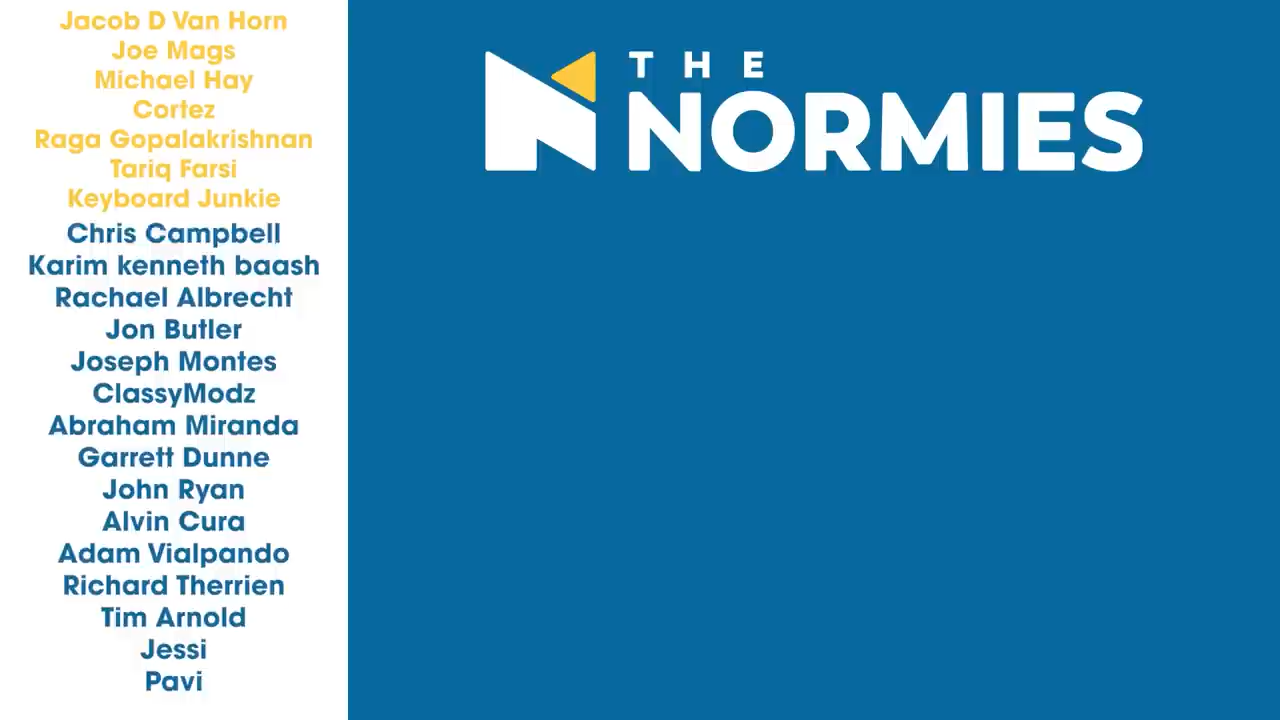 Jacob D Van Horn
Joe Mags
Michael Hay
Cortez
Raga Gopalakrishnan
Tariq Farsi
Keyboard Junkie
Chris Campbell
Karim kenneth baash
Rachael Albrecht
Jon Butler
Joseph Montes
ClassyModz
Abraham Miranda
Garrett Dunne
John Ryan
Alvin Cura
Adam Vialpando
Richard Therrien
Tim Arnold
Jessi
Pavi
THE
NORMIES